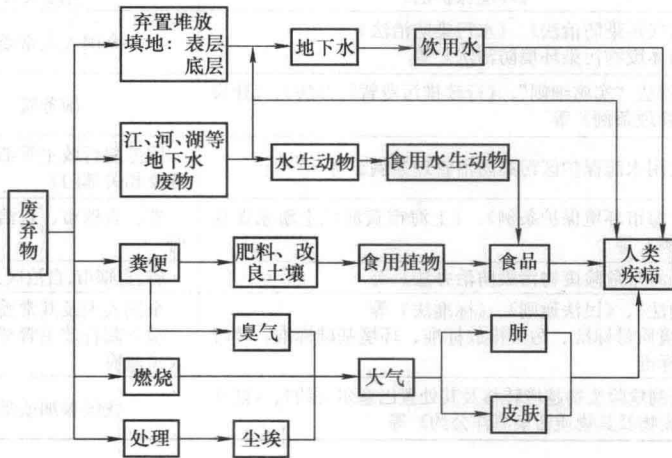 弃置堆放
填地：表层
底层
地下水
饮用水
江、河、湖等
地下水
废物
水生动物
食用水生动物
废弃物
粪便
肥料、改
良土壤
食用植物
食品
人类
疾病
臭气
肺
燃烧
大气
皮肤
处理
尘埃